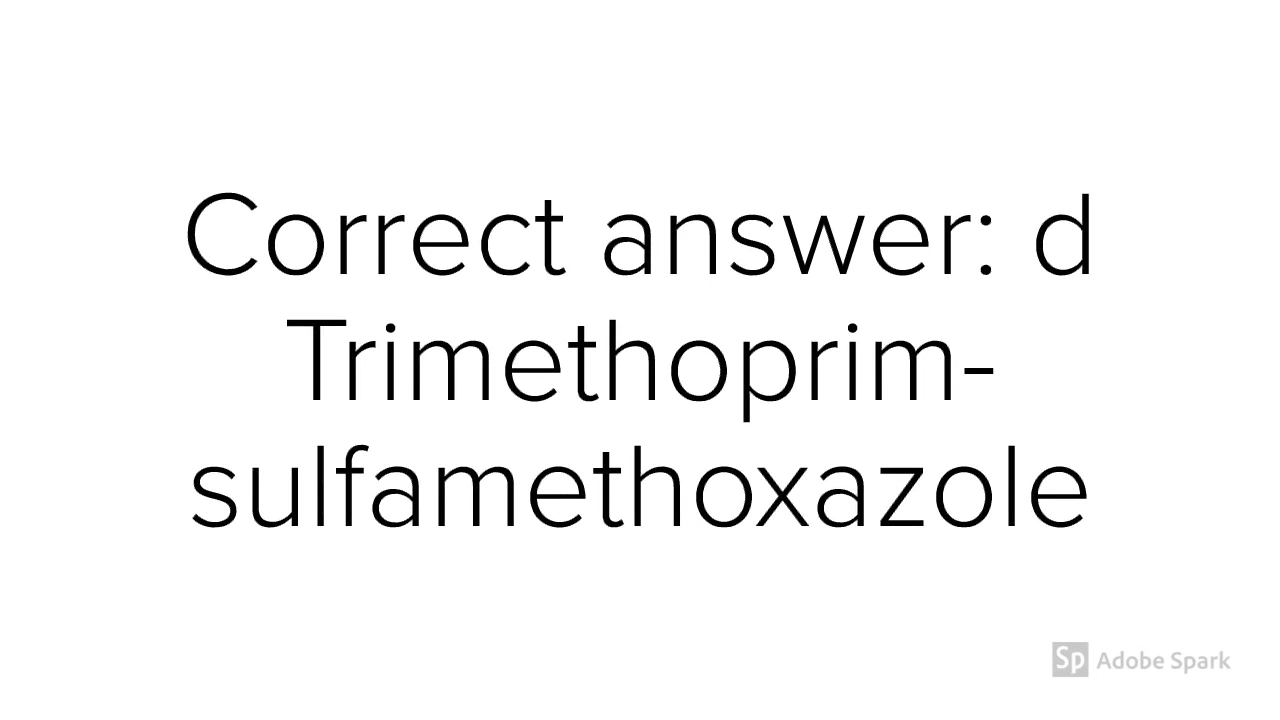 Correct answer: d
Trimethoprim-
sulfamethoxazole
Sp Adobe Spark